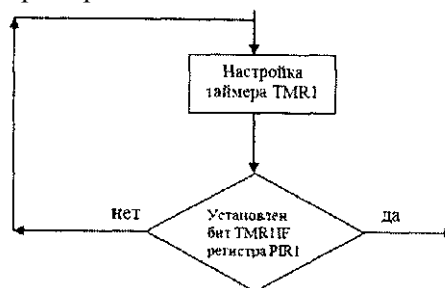 Настройка
таймера TMR1
нет
да
Установлен
бит TMR1IF
регистра PIR1